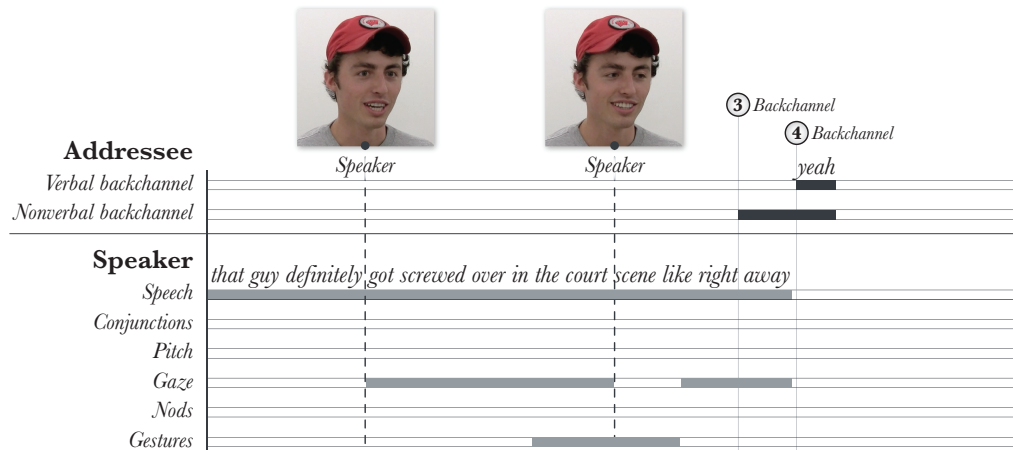 3 Backchannel
4 Backchannel
Addressee
Speaker Speaker
yeah
Verbal backchannel
Nonverbal backchannel
Speaker
that guy definitely got screwed over in the court scene like right away
Speech
Conjunctions
Pitch
Gaze
Nods
Gestures